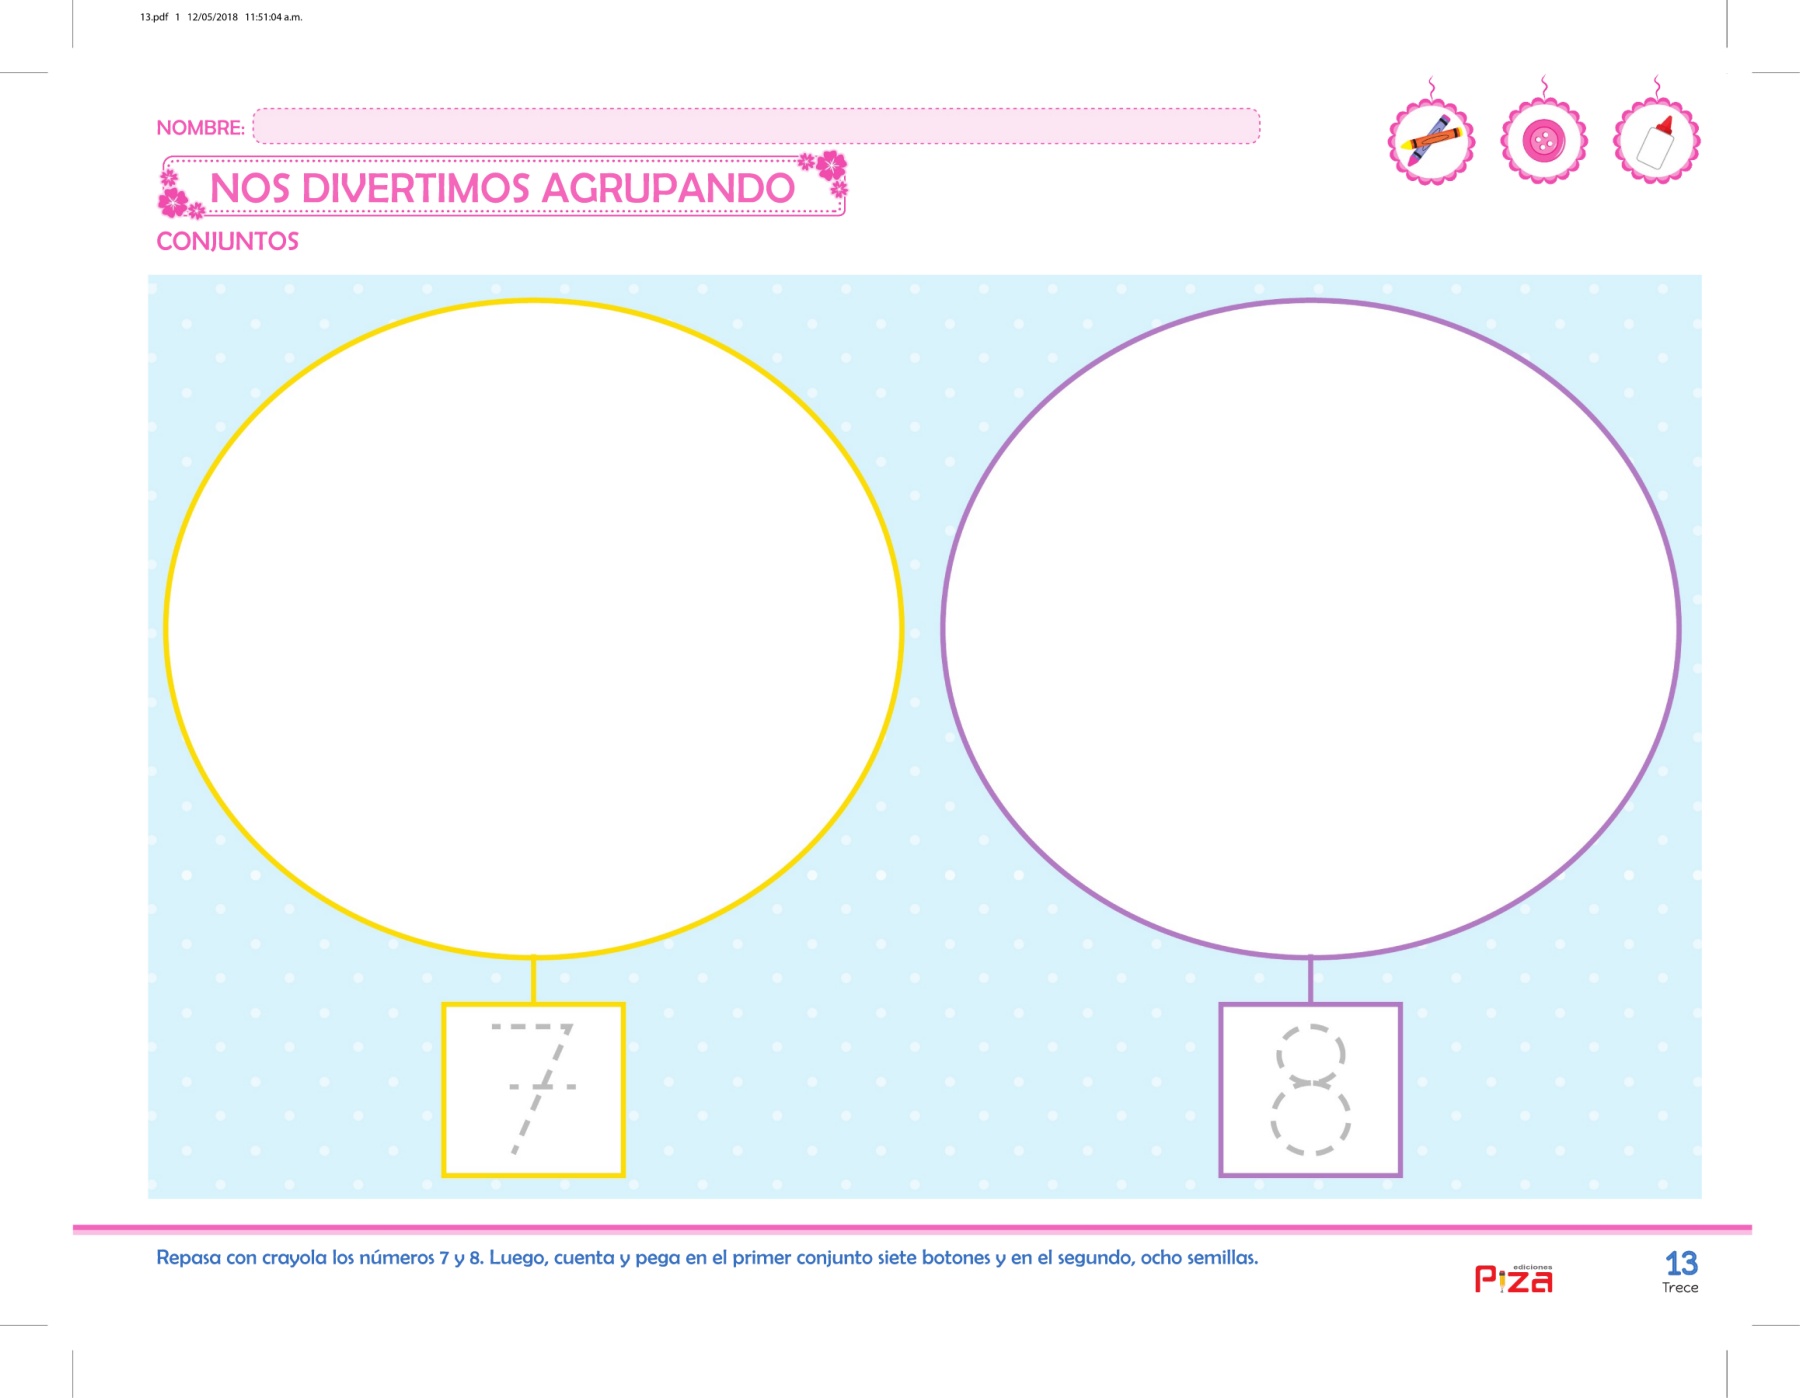 13.pdf 1 12/05/2018 11:51:04 a.m.
NOMBRE:
NOS DIVERTIMOS AGRUPANDO
CONJUNTOS
7
8
Repasa con crayola los números 7 y 8. Luego, cuenta y pega en el primer conjunto siete botones y en el segundo, ocho semillas.
ediciones
Piza
13
Trece